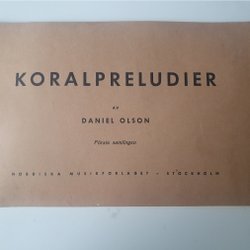 KORALPRELUDIER
av
DANIEL OLSON
Första samlingen
NORDISKA MUSIKFÖRLAGET - STOCKHOLM